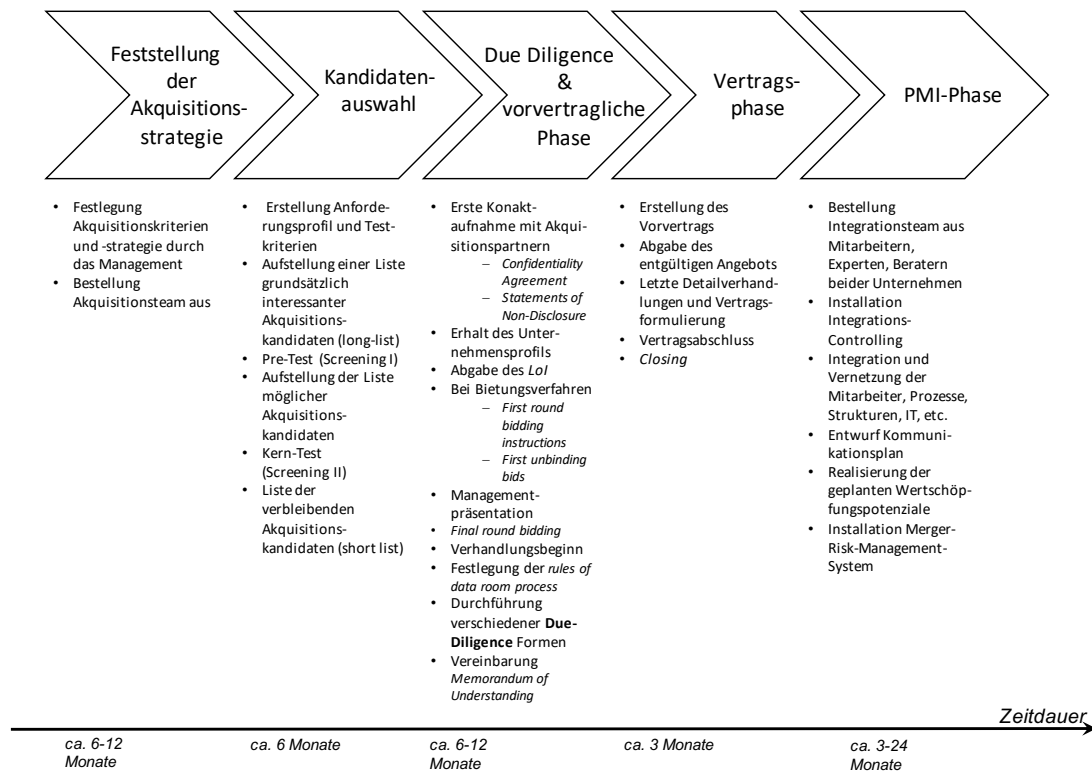 Feststellung
der
Akquisitions-
strategie
Kandidaten-
auswahl
Due Diligence
&
vorvertragliche
Phase
Vertrags-
phase
PMI-Phase
• Festlegung
Akquisitionskriterien
und -strategie durch
das Management
• Bestellung
Akquisitionsteam aus
• Erstellung Anforde-
rungsprofil und Test-
kriterien
• Aufstellung einer Liste
grundsätzlich
interessanter
Akquisitions-
kandidaten (long-list)
• Pre-Test (Screening I)
• Aufstellung der Liste
möglicher
Akquisitions-
kandidaten
• Kern-Test
(Screening II)
• Liste der
verbleibenden
Akquisitions-
kandidaten (short list)
• Erste Konakt-
aufnahme mit Akqui-
sitionspartnern
– Confidentiality
Agreement
– Statements of
Non-Disclosure
• Erhalt des Unter-
nehmensprofils
• Abgabe des LoI
• Bei Bietungsverfahren
– First round
bidding
instructions
– First unbinding
bids
• Management-
präsentation
• Final round bidding
• Verhandlungsbeginn
• Festlegung der rules of
data room process
• Durchführung
verschiedener Due-
Diligence Formen
• Vereinbarung
Memorandum of
Understanding
• Erstellung des
Vorvertrags
• Abgabe des
entgültigen Angebots
• Letzte Detailverhand-
lungen und Vertrags-
formulierung
• Vertragsabschluss
• Closing
• Bestellung
Integrationsteam aus
Mitarbeitern,
Experten, Beratern
beider Unternehmen
• Installation
Integrations-
Controlling
• Integration und
Vernetzung der
Mitarbeiter, Prozesse,
Strukturen, IT, etc.
• Entwurf Kommuni-
kationsplan
• Realisierung der
geplanten Wertschöp-
fungspotenziale
• Installation Merger-
Risk-Management-
System
Zeitdauer
ca. 6-12
Monate
ca. 6 Monate
ca. 6-12
Monate
ca. 3 Monate
ca. 3-24
Monate